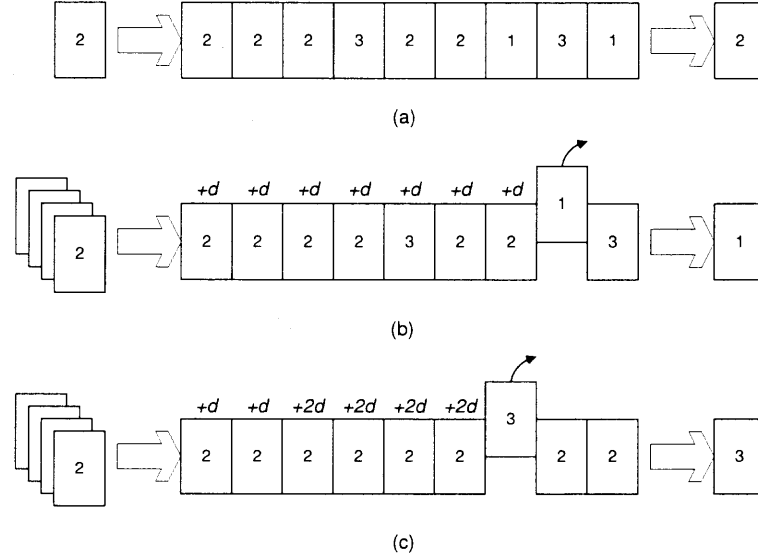 2 2 2 2 3 2 2 1 3 1 2
(a)
+d +d +d +d +d +d +d
2 2 2 2 2 3 2 2 1 3 1
(b)
+d +d +2d +2d +2d +2d
2 2 2 2 2 2 2 3 2 2 3
(c)